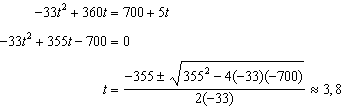 -33t² + 360t = 700 + 5t
-33t² + 355t - 700 = 0
t = (-355 ± √(355² - 4(-33)(-700))) / (2(-33)) ≈ 3,8